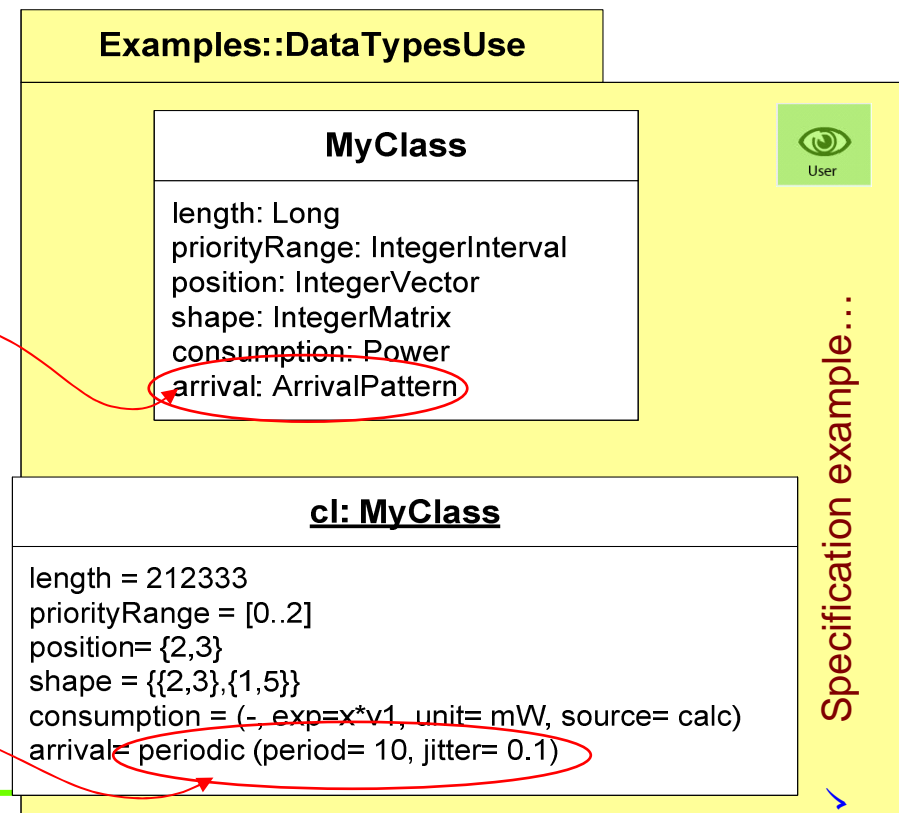 Examples::DataTypesUse
MyClass
User
length: Long
priorityRange: IntegerInterval
position: IntegerVector
shape: IntegerMatrix
consumption: Power
arrival: ArrivalPattern
Specification example…
cl: MyClass
length = 212333
priorityRange = [0..2]
position= {2,3}
shape = {{2,3},{1,5}}
consumption = (-, exp=x*v1, unit= mW, source= calc)
arrival= periodic (period= 10, jitter= 0.1)